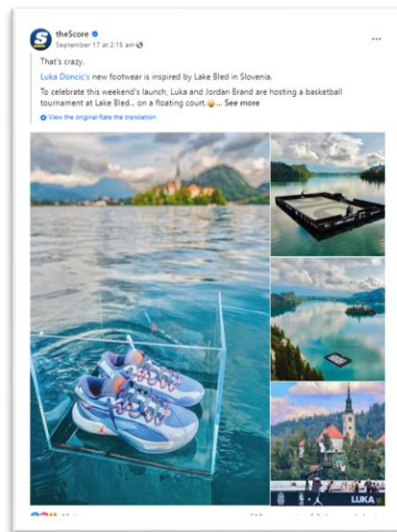 theScore
September 17 at 2:15 am
That's crazy.
Luka Doncic's new footwear is inspired by Lake Bled in Slovenia.
To celebrate this weekend's launch, Luka and Jordan Brand are hosting a basketball
tournament at Lake Bled... on a floating court. ... See more
View the original · Rate the translation
LUKA